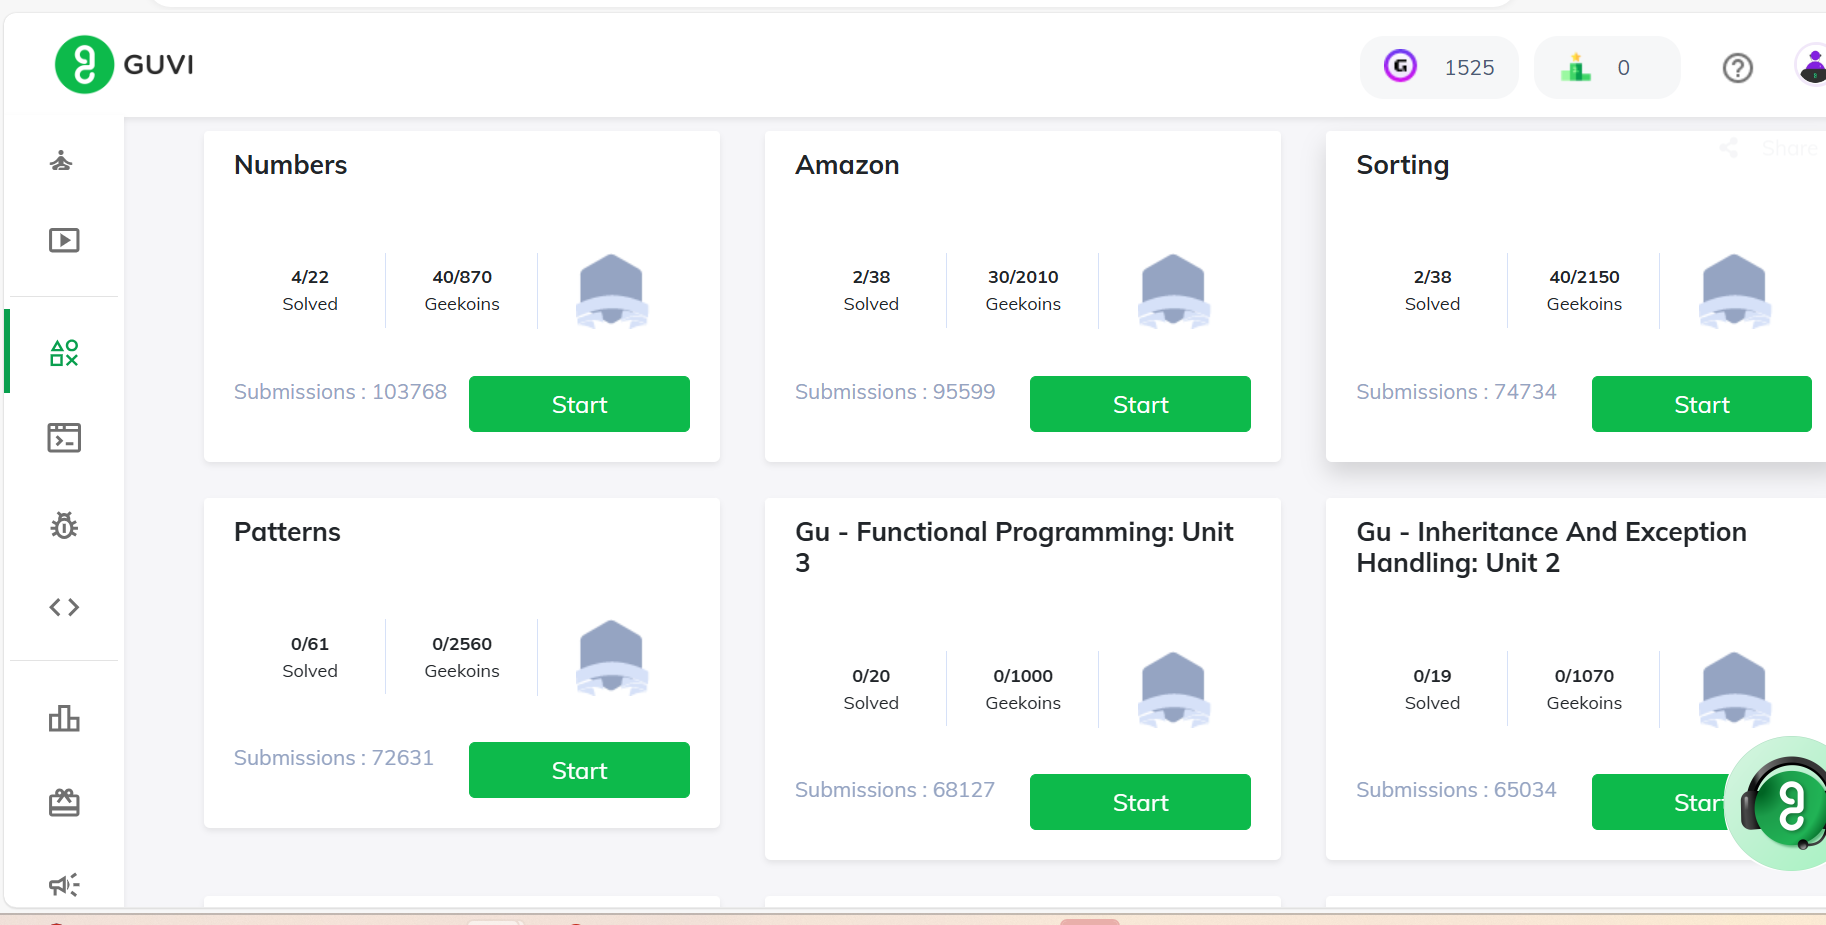 GUVI
1525
0
Share
Numbers
4/22
Solved
40/870
Geekoins
Submissions : 103768
Start
Amazon
2/38
Solved
30/2010
Geekoins
Submissions : 95599
Start
Sorting
2/38
Solved
40/2150
Geekoins
Submissions : 74734
Start
Patterns
0/61
Solved
0/2560
Geekoins
Submissions : 72631
Start
Gu - Functional Programming: Unit
3
0/20
Solved
0/1000
Geekoins
Submissions : 68127
Start
Gu - Inheritance And Exception
Handling: Unit 2
0/19
Solved
0/1070
Geekoins
Submissions : 65034
Star